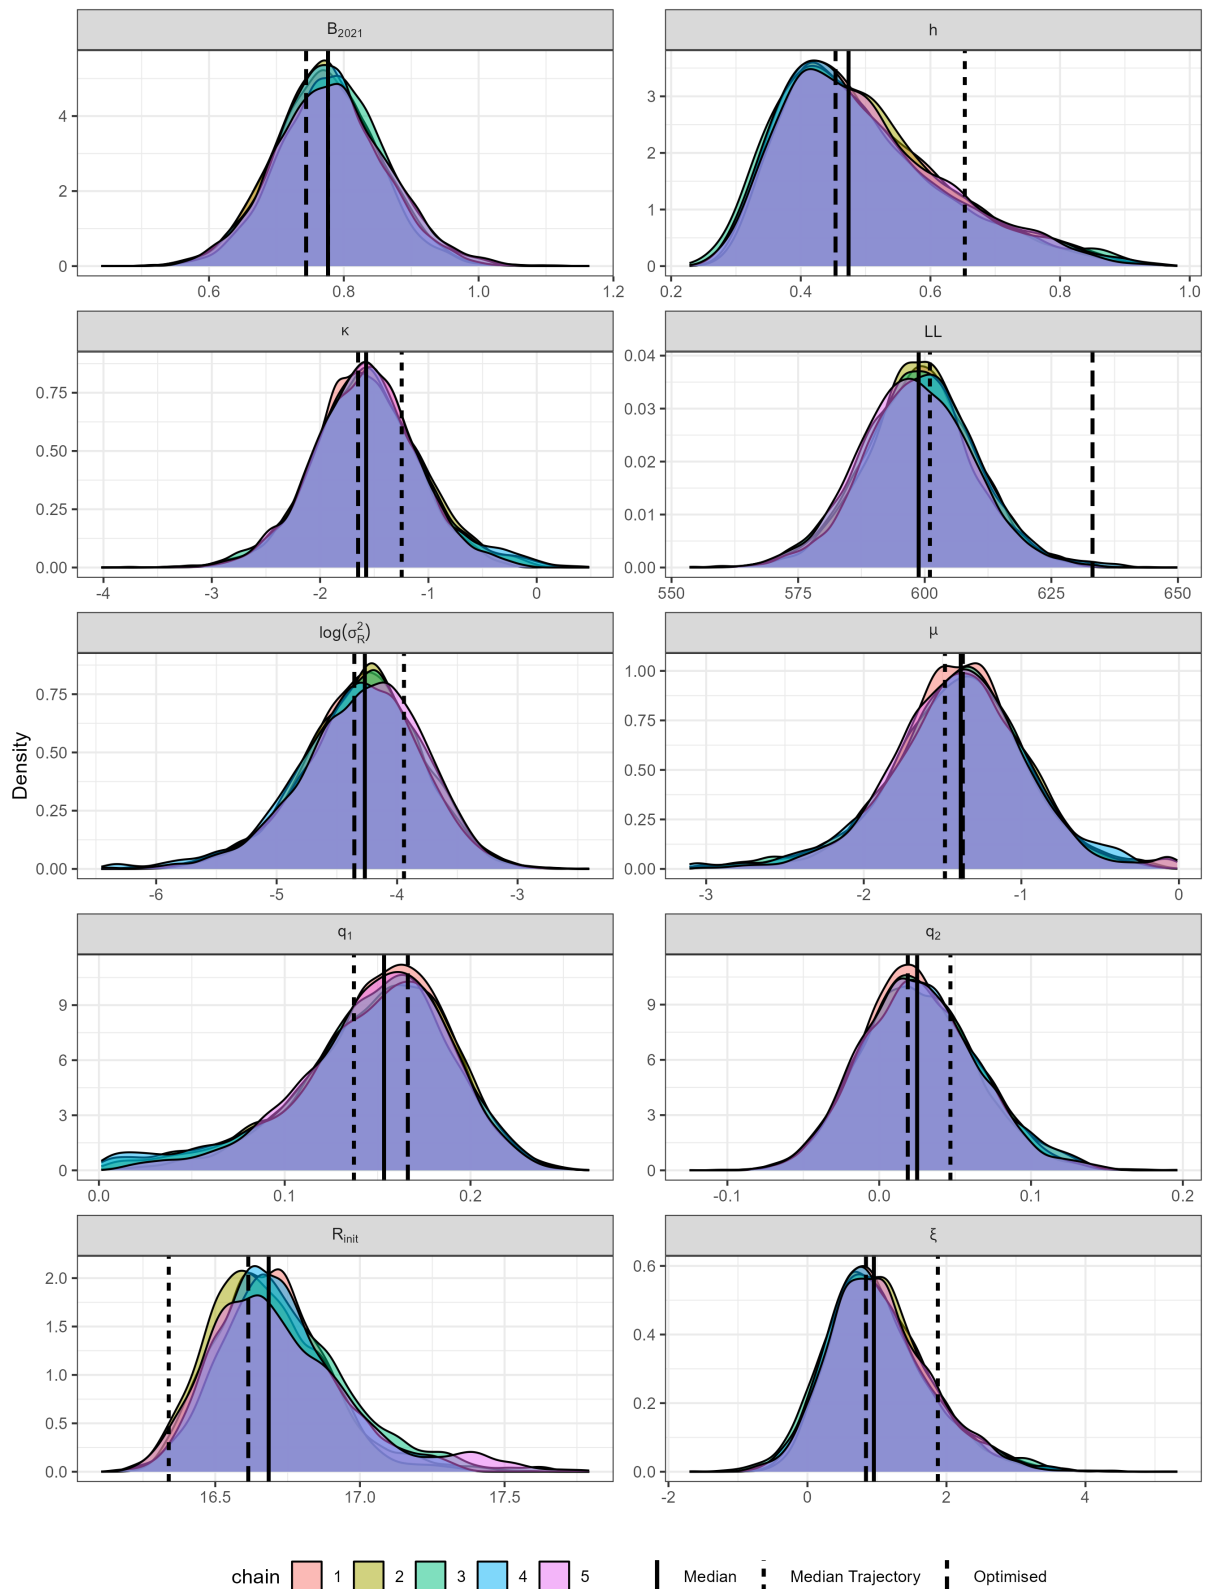 B2021
h
4
2
0
0.6 0.8 1.0 1.2
3
2
1
0
0.2 0.4 0.6 0.8 1.0
κ
LL
0.75
0.50
0.25
0.00
-4 -3 -2 -1 0
0.04
0.03
0.02
0.01
0.00
550 575 600 625 650
log(σ²R)
μ
Density
0.75
0.50
0.25
0.00
-6 -5 -4 -3
1.00
0.75
0.50
0.25
0.00
-3 -2 -1 0
q1
q2
9
6
3
0
0.0 0.1 0.2
9
6
3
0
-0.1 0.0 0.1 0.2
Rinit
ξ
2.0
1.5
1.0
0.5
0.0
16.5 17.0 17.5
0.6
0.4
0.2
0.0
-2 0 2 4
chain 1 2 3 4 5 Median Median Trajectory Optimised